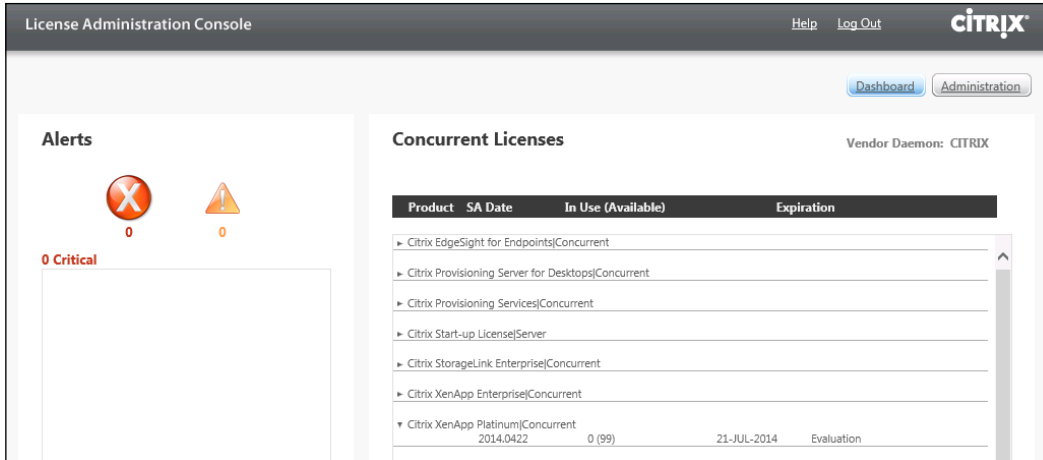 License Administration Console
Help Log Out CITRIX
Dashboard Administration
Alerts
0 0
0 Critical
Concurrent Licenses
Vendor Daemon: CITRIX
Product SA Date In Use (Available) Expiration
Citrix EdgeSight for Endpoints|Concurrent
Citrix Provisioning Server for Desktops|Concurrent
Citrix Provisioning Services|Concurrent
Citrix Start-up License|Server
Citrix StorageLink Enterprise|Concurrent
Citrix XenApp Enterprise|Concurrent
Citrix XenApp Platinum|Concurrent
2014.0422 0 (99) 21-JUL-2014 Evaluation